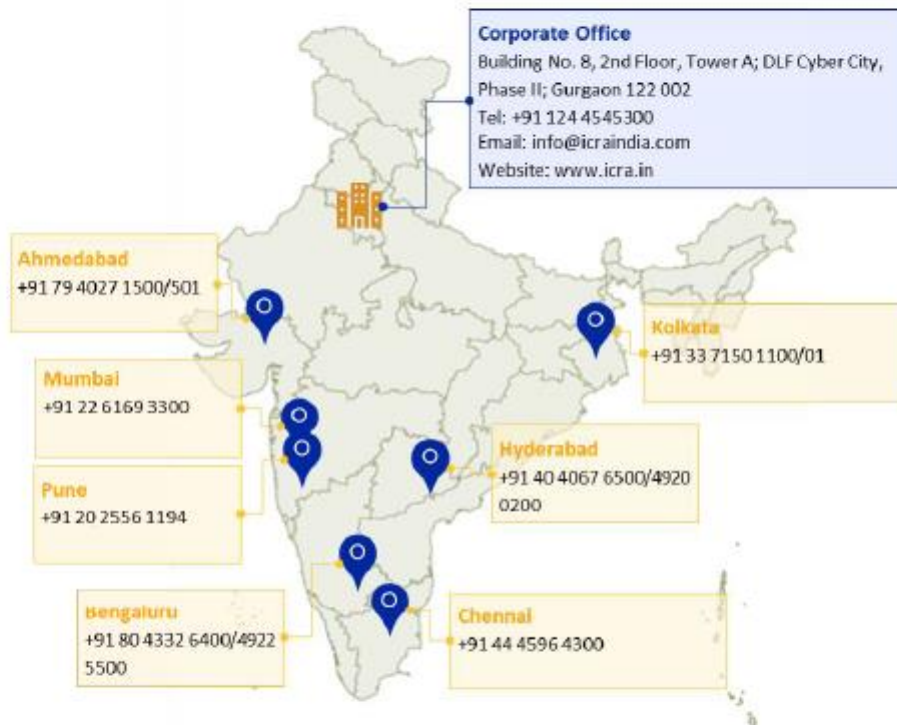 Corporate Office
Building No. 8, 2nd Floor, Tower A; DLF Cyber City,
Phase II; Gurgaon 122 002
Tel: +91 124 4545300
Email: info@icraindia.com
Website: www.icra.in
Ahmedabad
+91 79 4027 1500/501
Kolkata
+91 33 7150 1100/01
Mumbai
+91 22 6169 3300
Hyderabad
+91 40 4067 6500/4920
0200
Pune
+91 20 2556 1194
Bengaluru
+91 80 4332 6400/4922
5500
Chennai
+91 44 4596 4300